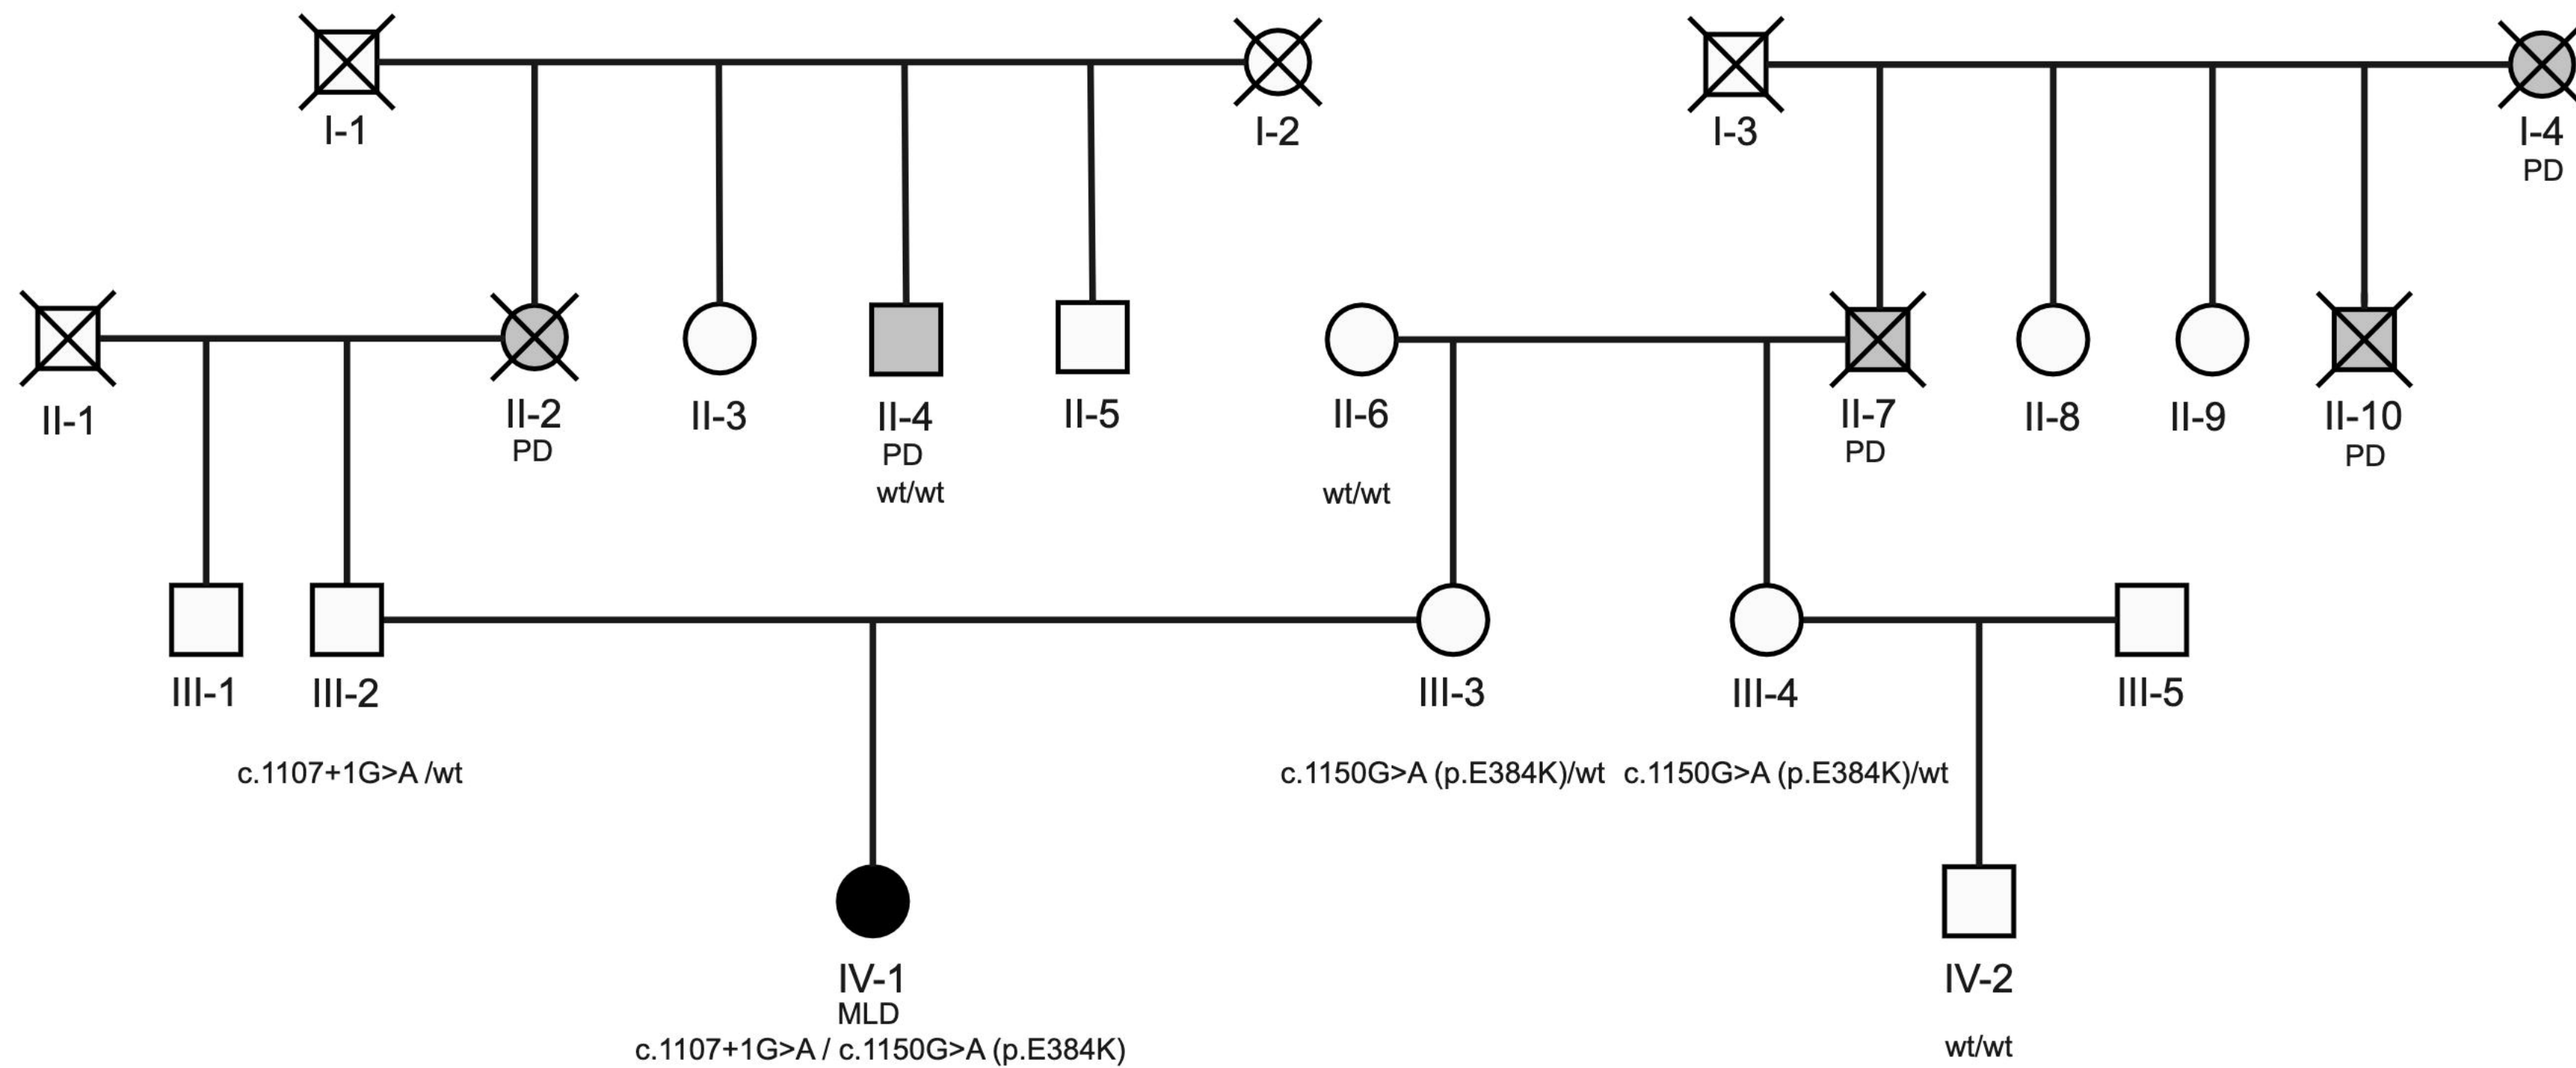 I-1
I-2
I-3
I-4
PD
II-1
II-2
PD
II-3
II-4
PD
wt/wt
II-5
II-6
wt/wt
II-7
PD
II-8
II-9
II-10
PD
III-1
III-2
c.1107+1G>A /wt
III-3
c.1150G>A (p.E384K)/wt
III-4
c.1150G>A (p.E384K)/wt
III-5
IV-1
MLD
c.1107+1G>A / c.1150G>A (p.E384K)
IV-2
wt/wt